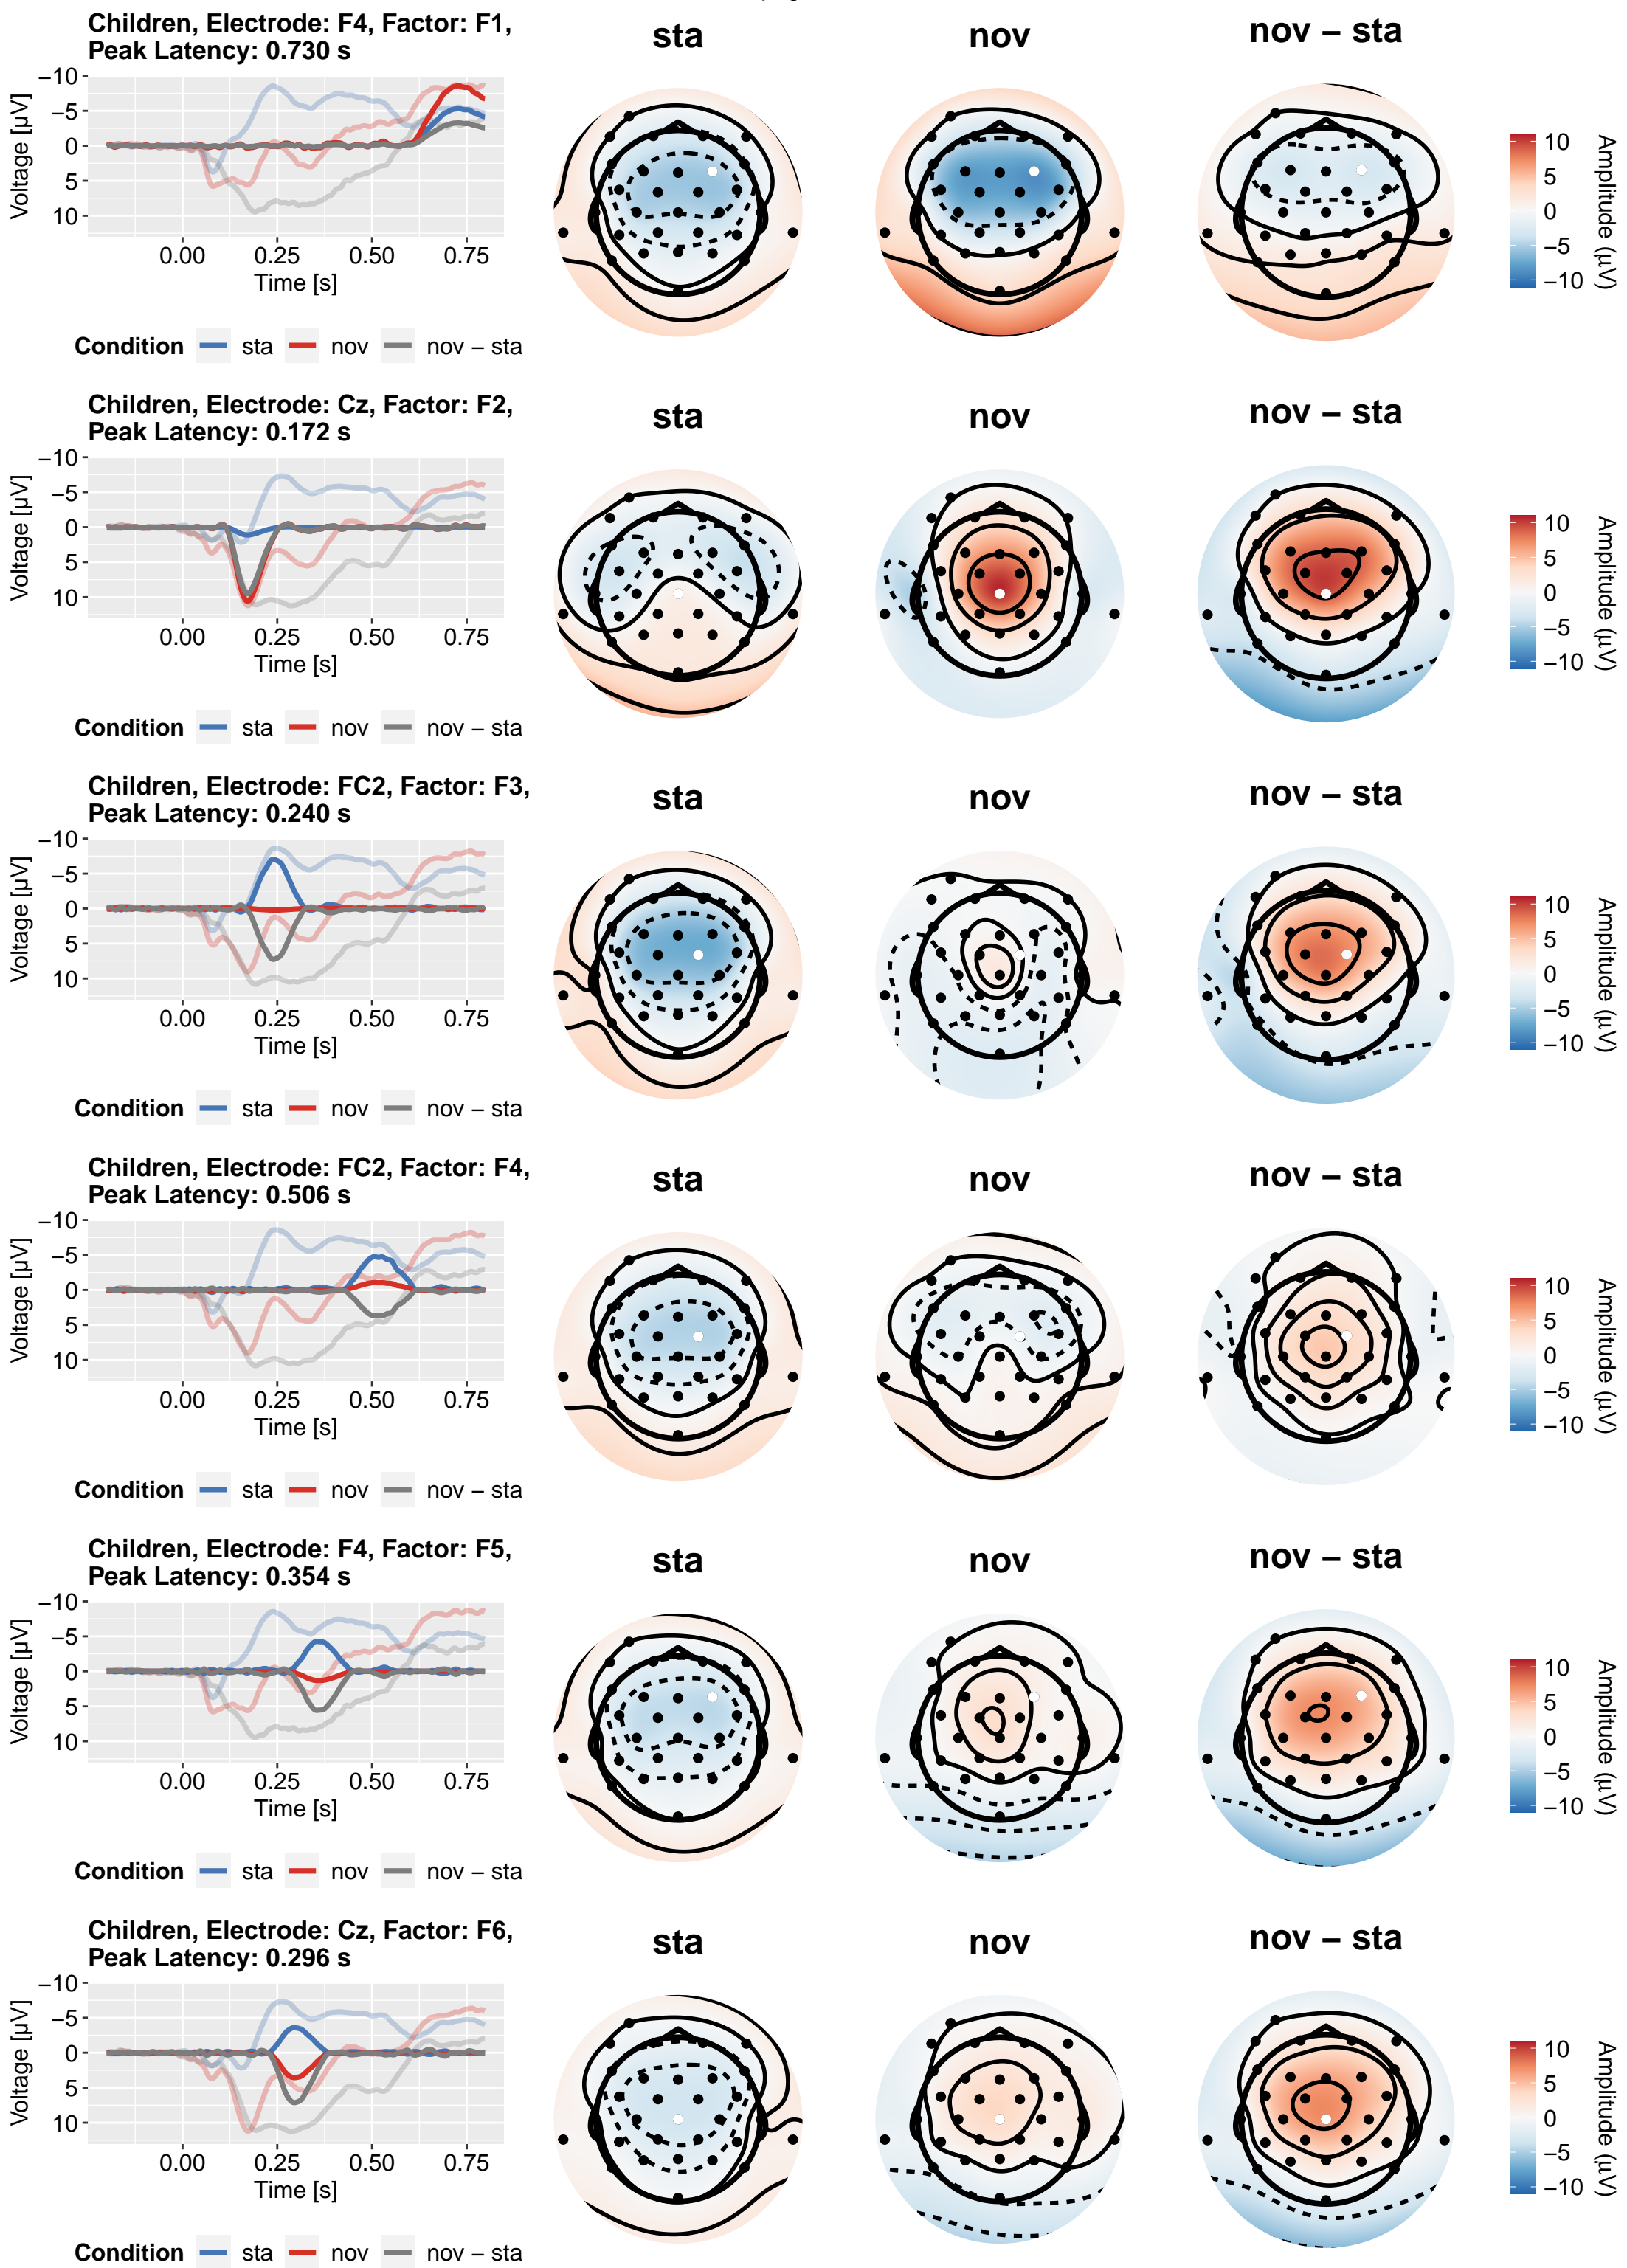 Children, Electrode: F4, Factor: F1,
Peak Latency: 0.730 s
sta
nov
nov – sta
–10
–5
0
5
10
Voltage [µV]
0.00 0.25 0.50 0.75
Time [s]
Condition sta nov nov – sta
10
5
0
–5
–10
Amplitude (µV)
Children, Electrode: Cz, Factor: F2,
Peak Latency: 0.172 s
sta
nov
nov – sta
–10
–5
0
5
10
Voltage [µV]
0.00 0.25 0.50 0.75
Time [s]
Condition sta nov nov – sta
10
5
0
–5
–10
Amplitude (µV)
Children, Electrode: FC2, Factor: F3,
Peak Latency: 0.240 s
sta
nov
nov – sta
–10
–5
0
5
10
Voltage [µV]
0.00 0.25 0.50 0.75
Time [s]
Condition sta nov nov – sta
10
5
0
–5
–10
Amplitude (µV)
Children, Electrode: FC2, Factor: F4,
Peak Latency: 0.506 s
sta
nov
nov – sta
–10
–5
0
5
10
Voltage [µV]
0.00 0.25 0.50 0.75
Time [s]
Condition sta nov nov – sta
10
5
0
–5
–10
Amplitude (µV)
Children, Electrode: F4, Factor: F5,
Peak Latency: 0.354 s
sta
nov
nov – sta
–10
–5
0
5
10
Voltage [µV]
0.00 0.25 0.50 0.75
Time [s]
Condition sta nov nov – sta
10
5
0
–5
–10
Amplitude (µV)
Children, Electrode: Cz, Factor: F6,
Peak Latency: 0.296 s
sta
nov
nov – sta
–10
–5
0
5
10
Voltage [µV]
0.00 0.25 0.50 0.75
Time [s]
Condition sta nov nov – sta
10
5
0
–5
–10
Amplitude (µV)